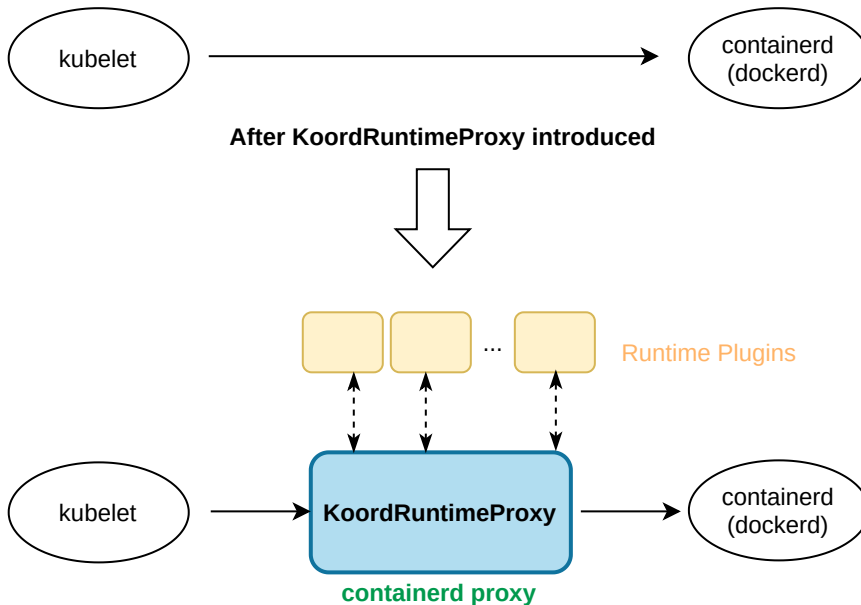 kubelet
containerd
(dockerd)
After KoordRuntimeProxy introduced
...
Runtime Plugins
kubelet
KoordRuntimeProxy
containerd
(dockerd)
containerd proxy